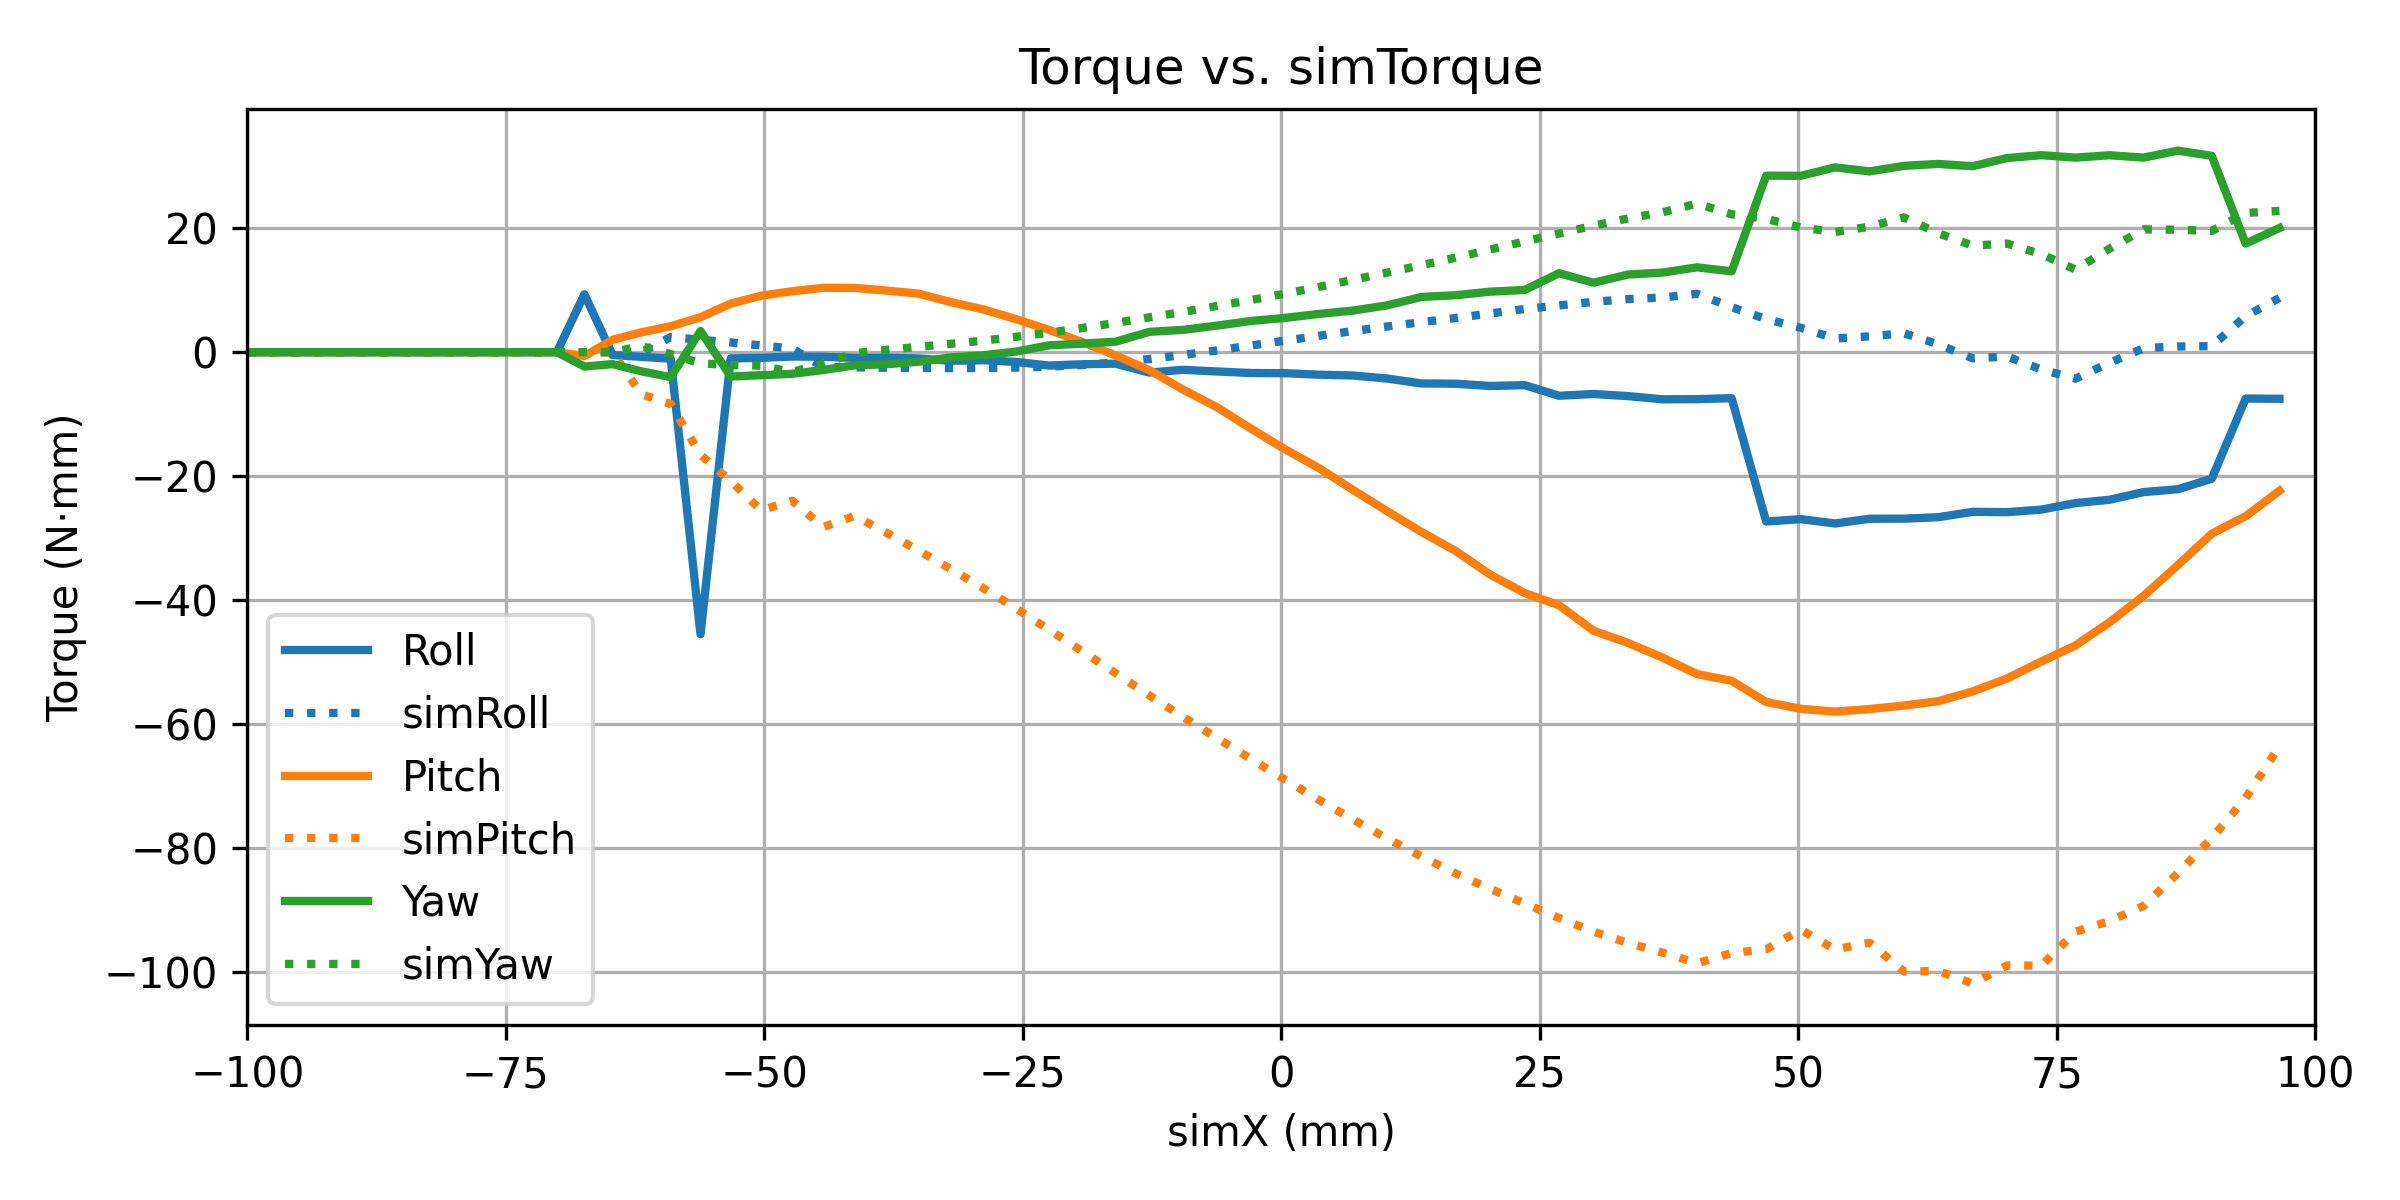 Torque vs. simTorque
Torque (N·mm)
20
0
−20
−40
−60
−80
−100
Roll
simRoll
Pitch
simPitch
Yaw
simYaw
−100 −75 −50 −25 0 25 50 75 100
simX (mm)